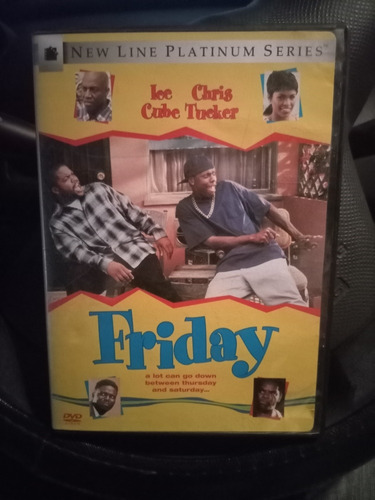 NEW LINE PLATINUM SERIES
Ice Chris
Cube Tucker
Friday
a lot can go down
between thursday
and saturday...
DVD